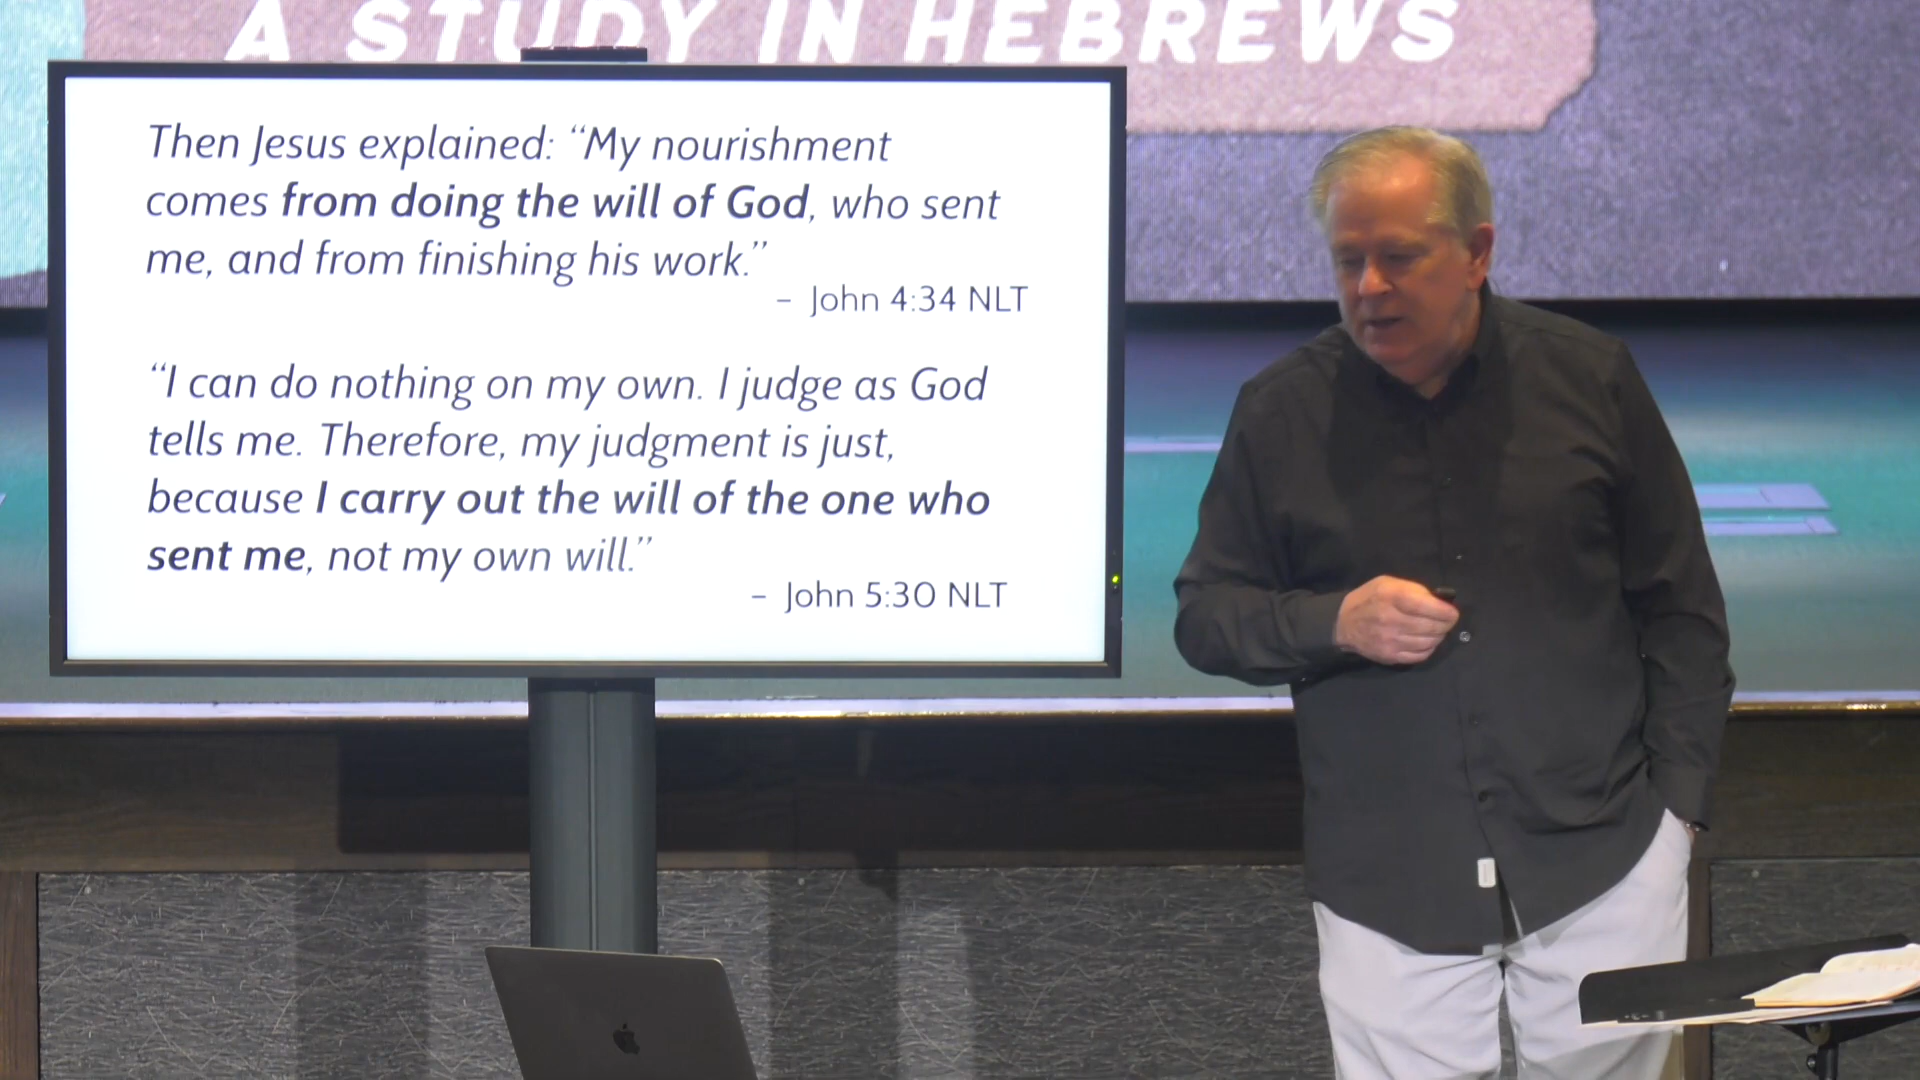 A STUDY IN HEBREWS
Then Jesus explained: “My nourishment
comes from doing the will of God, who sent
me, and from finishing his work.”
– John 4:34 NLT
“I can do nothing on my own. I judge as God
tells me. Therefore, my judgment is just,
because I carry out the will of the one who
sent me, not my own will.”
– John 5:30 NLT